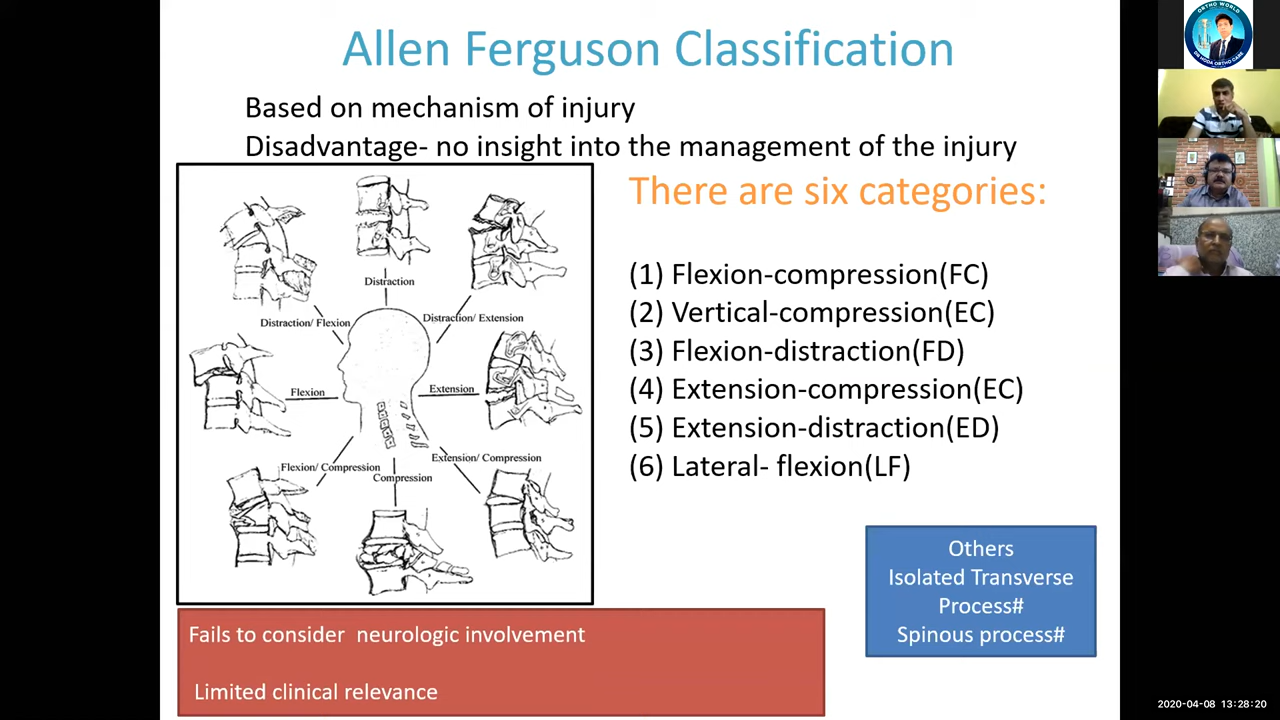 Allen Ferguson Classification
Based on mechanism of injury
Disadvantage- no insight into the management of the injury
There are six categories:
(1) Flexion-compression(FC)
(2) Vertical-compression(EC)
(3) Flexion-distraction(FD)
(4) Extension-compression(EC)
(5) Extension-distraction(ED)
(6) Lateral- flexion(LF)
Distraction
Distraction/ Flexion
Distraction/ Extension
Flexion
Extension
Flexion/ Compression
Compression
Extension/ Compression
Others
Isolated Transverse
Process#
Spinous process#
Fails to consider neurologic involvement
Limited clinical relevance
ORTHO WORLD
2020-04-08 13:28:20